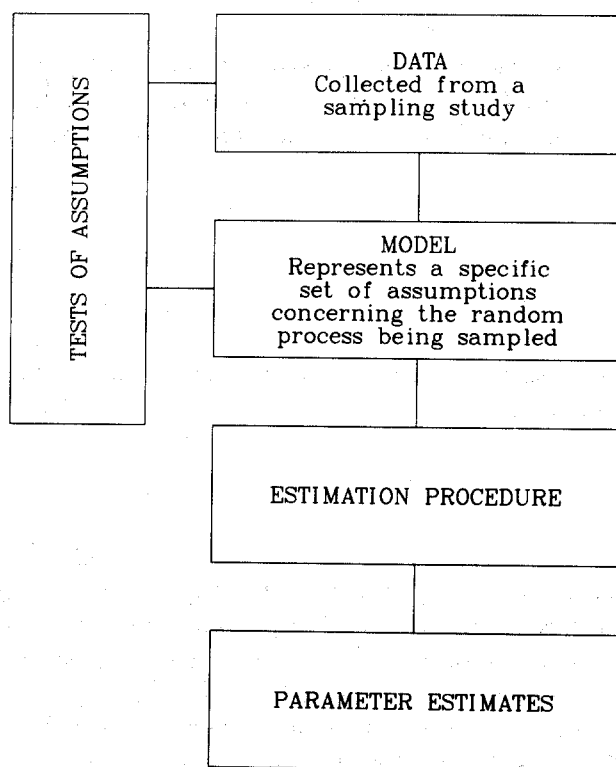 TESTS OF ASSUMPTIONS
DATA
Collected from a
sampling study
MODEL
Represents a specific
set of assumptions
concerning the random
process being sampled
ESTIMATION PROCEDURE
PARAMETER ESTIMATES